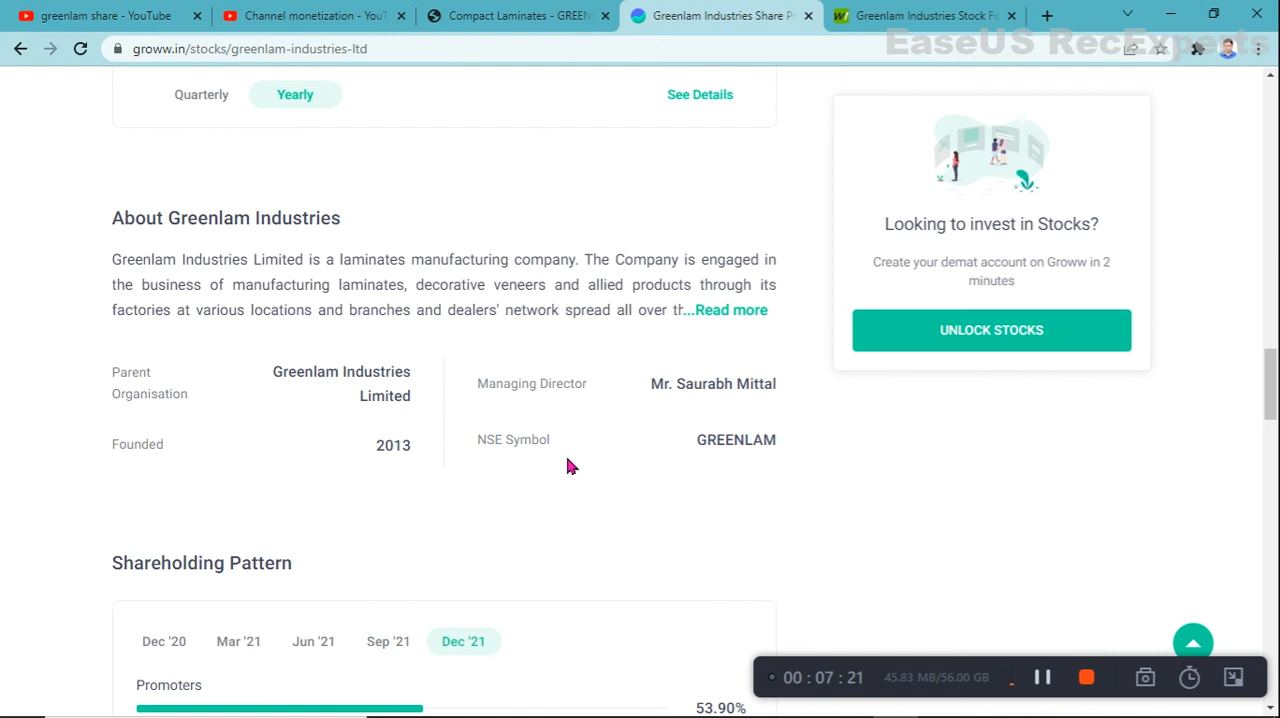 greenlam share - YouTube
Channel monetization - YouT
Compact Laminates - GREEN
Greenlam Industries Share P
Greenlam Industries Stock Fo
groww.in/stocks/greenlam-industries-ltd
EaseUS RecExperts
Quarterly
Yearly
See Details
About Greenlam Industries
Greenlam Industries Limited is a laminates manufacturing company. The Company is engaged in
the business of manufacturing laminates, decorative veneers and allied products through its
factories at various locations and branches and dealers' network spread all over th...Read more
Parent
Organisation
Greenlam Industries
Limited
Founded
2013
Managing Director
Mr. Saurabh Mittal
NSE Symbol
GREENLAM
Looking to invest in Stocks?
Create your demat account on Groww in 2
minutes
UNLOCK STOCKS
Shareholding Pattern
Dec '20
Mar '21
Jun '21
Sep '21
Dec '21
Promoters
53.90%
00 : 07 : 21
45.83 MB/56.00 GB